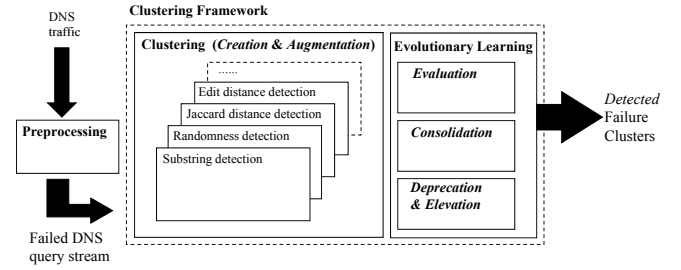 DNS
traffic
Preprocessing
Failed DNS
query stream
Clustering Framework
Clustering (Creation & Augmentation)
......
Edit distance detection
Jaccard distance detection
Randomness detection
Substring detection
Evolutionary Learning
Evaluation
Consolidation
Deprecation
& Elevation
Detected
Failure
Clusters